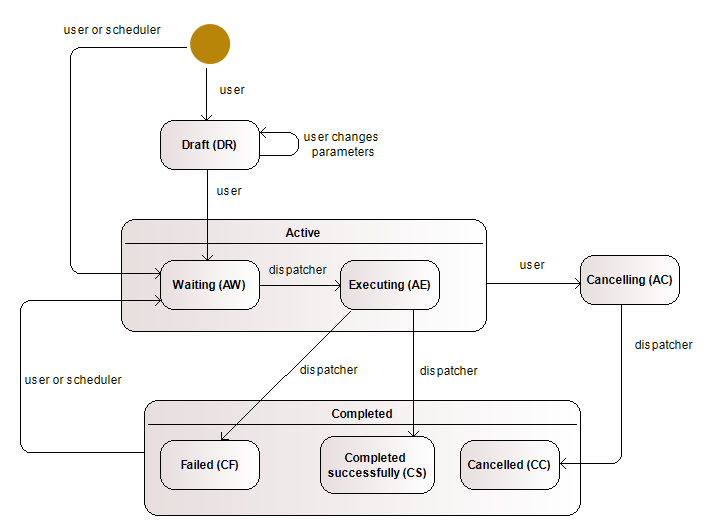 user or scheduler
user
Draft (DR)
user changes
parameters
user
Active
Waiting (AW)
dispatcher
Executing (AE)
user
Cancelling (AC)
dispatcher
dispatcher
dispatcher
user or scheduler
Completed
Failed (CF)
Completed
successfully (CS)
Cancelled (CC)